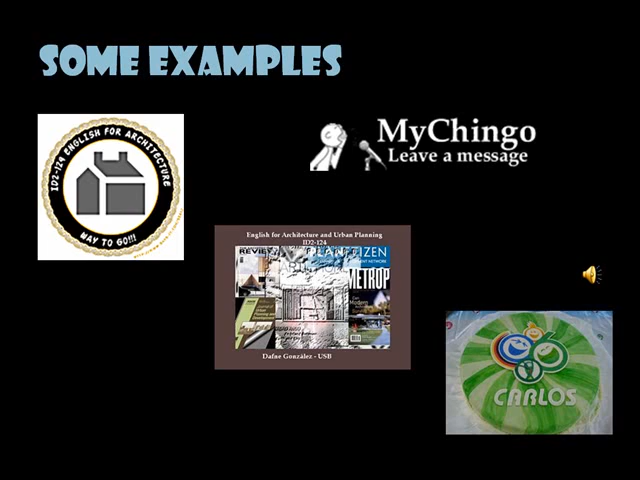 SOME EXAMPLES
ID2-124 ENGLISH FOR ARCHITECTURE
WAY TO GO!!!
MyChingo
Leave a message
English for Architecture and Urban Planning
ID2-124
REVIEW
PLANETIZEN
METROP
Dafne González - USB
CARLOS